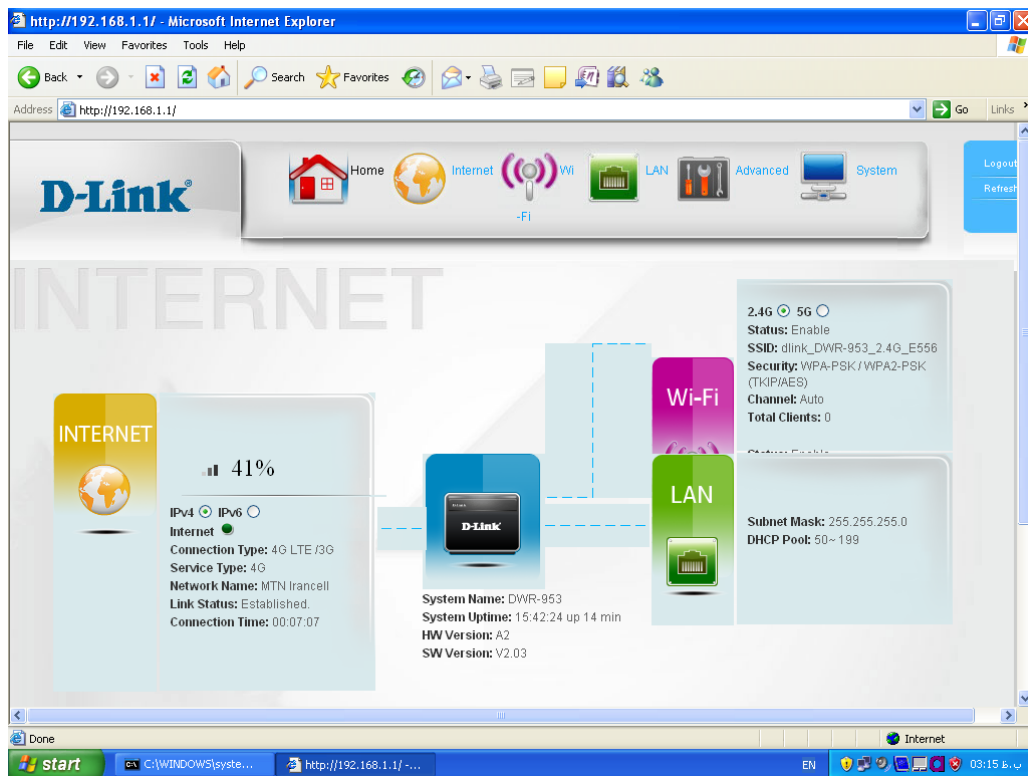 http://192.168.1.1/ - Microsoft Internet Explorer
File Edit View Favorites Tools Help
Back Search Favorites
Address http://192.168.1.1/ Go Links
D-Link®
Home Internet Wi-Fi LAN Advanced System
Logout
Refresh
INTERNET
2.4G 5G
Status: Enable
SSID: dlink_DWR-953_2.4G_E556
Security: WPA-PSK / WPA2-PSK
(TKIP/AES)
Channel: Auto
Total Clients: 0
Status: Enable
Wi-Fi
INTERNET
41%
IPv4 IPv6
Internet
Connection Type: 4G LTE /3G
Service Type: 4G
Network Name: MTN Irancell
Link Status: Established.
Connection Time: 00:07:07
D-Link
System Name: DWR-953
System Uptime: 15:42:24 up 14 min
HW Version: A2
SW Version: V2.03
LAN
Subnet Mask: 255.255.255.0
DHCP Pool: 50~ 199
Done Internet
start C:\WINDOWS\syste... http://192.168.1.1/ -... EN 03:15 ب.ظ